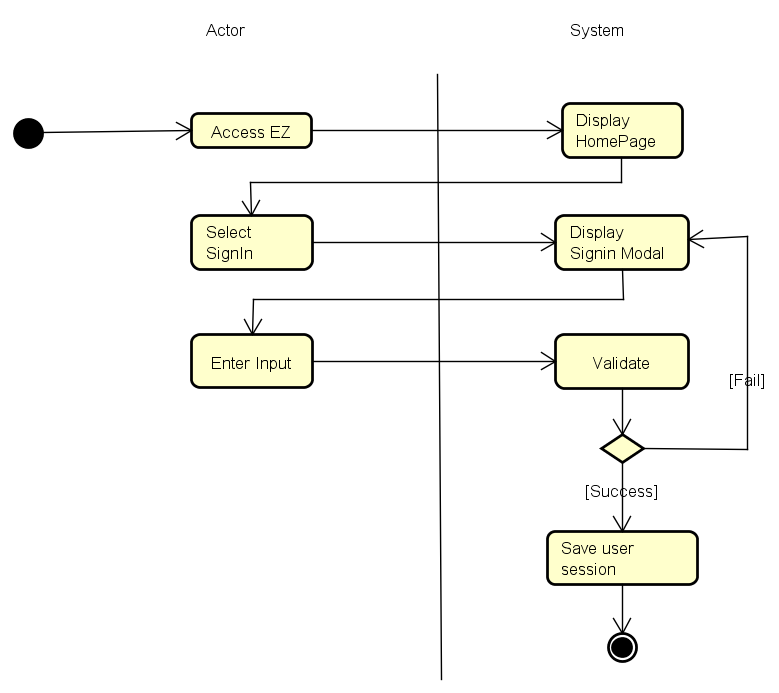 Actor
System
Access EZ
Display
HomePage
Select
SignIn
Display
Signin Modal
Enter Input
Validate
[Fail]
[Success]
Save user
session